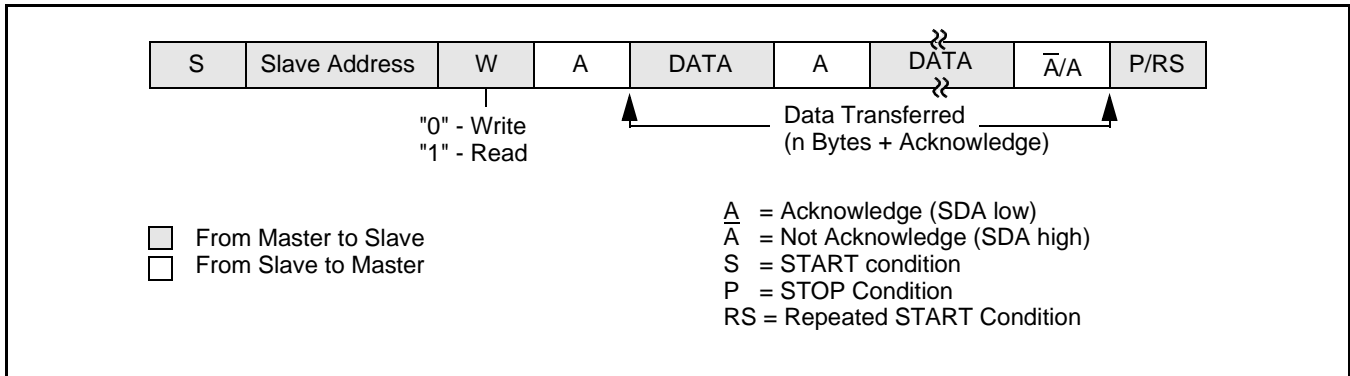 S Slave Address W A DATA A DATA A̅/A P/RS
"0" - Write
"1" - Read
Data Transferred
(n Bytes + Acknowledge)
From Master to Slave
From Slave to Master
A = Acknowledge (SDA low)
A̅ = Not Acknowledge (SDA high)
S = START condition
P = STOP Condition
RS = Repeated START Condition